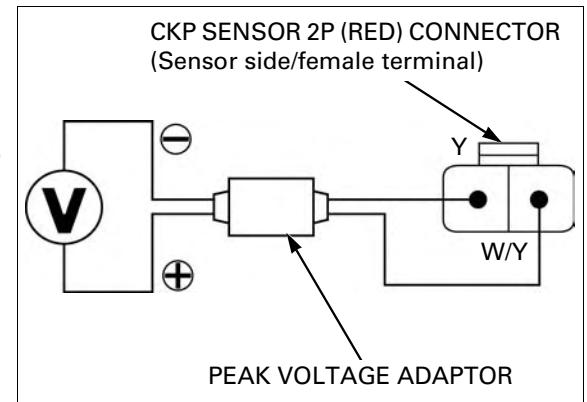 CKP SENSOR 2P (RED) CONNECTOR
(Sensor side/female terminal)
Y
V
W/Y
PEAK VOLTAGE ADAPTOR